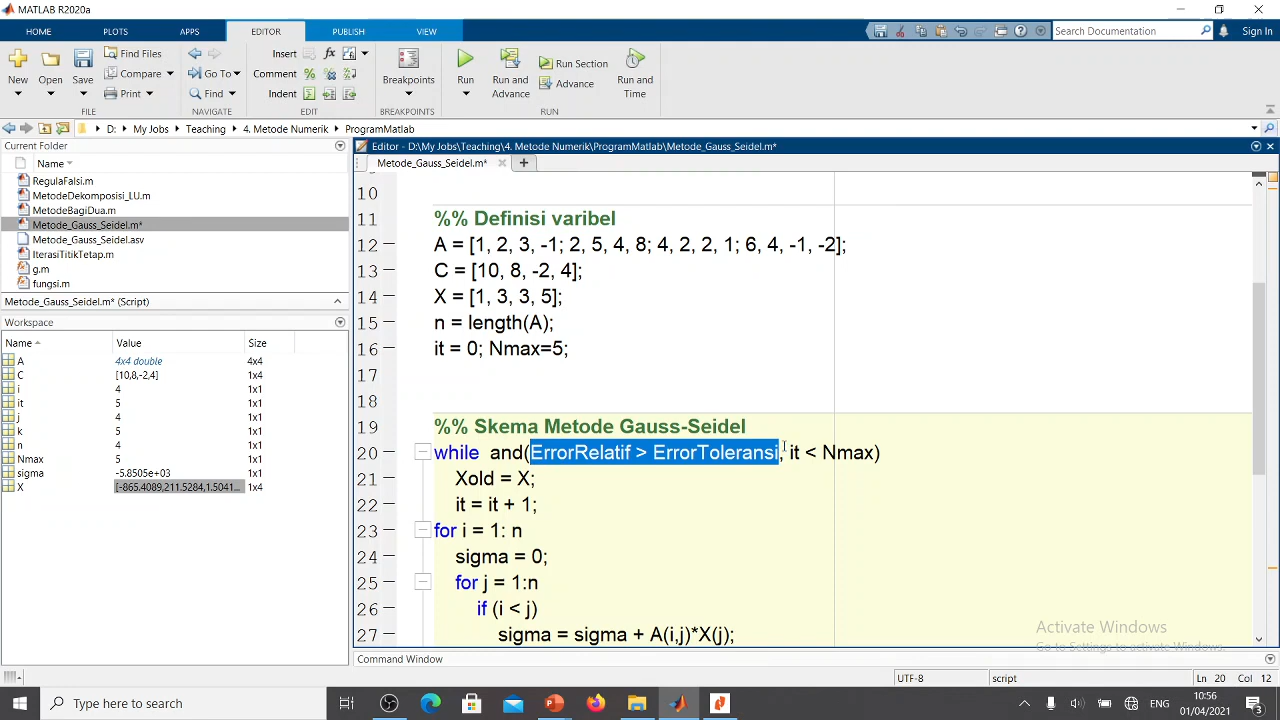 MATLAB R2020a
HOME PLOTS APPS EDITOR PUBLISH VIEW Search Documentation Sign In
New Open Save Find Files Compare Print Go To Find Insert Comment Indent fx Breakpoints Run Run and Advance Run Section Advance Run and Time
FILE NAVIGATE EDIT BREAKPOINTS RUN
D: My Jobs Teaching 4. Metode Numerik ProgramMatlab
Current Folder
Name
RegulaFalsi.m
MetodeDekomposisi_LU.m
MetodeBagiDua.m
Metode_Gauss_Seidel.m*
Metode_Gauss_Seidel.asv
IterasiTitikTetap.m
g.m
fungsi.m
Metode_Gauss_Seidel.m* (Script)
Workspace
Name Value Size
A 4x4 double 4x4
C [10,8,-2,4] 1x4
i 4 1x1
it 5 1x1
j 4 1x1
k 5 1x1
n 4 1x1
Nmax 5 1x1
sigma -5.8505e+03 1x1
X [-865.4089,211.5284,1.5041... 1x4
Editor - D:\My Jobs\Teaching\4. Metode Numerik\ProgramMatlab\Metode_Gauss_Seidel.m*
Metode_Gauss_Seidel.m*
10
11 %% Definisi varibel
12 A = [1, 2, 3, -1; 2, 5, 4, 8; 4, 2, 2, 1; 6, 4, -1, -2];
13 C = [10, 8, -2, 4];
14 X = [1, 3, 3, 5];
15 n = length(A);
16 it = 0; Nmax=5;
17
18
19 %% Skema Metode Gauss-Seidel
20 while and(ErrorRelatif > ErrorToleransi, it < Nmax)
21 Xold = X;
22 it = it + 1;
23 for i = 1: n
24 sigma = 0;
25 for j = 1:n
26 if (i < j)
27 sigma = sigma + A(i,j)*X(j);
Activate Windows
Go to Settings to activate Windows.
Command Window
UTF-8 script Ln 20 Col 12
Type here to search
ENG
10:56
01/04/2021
3